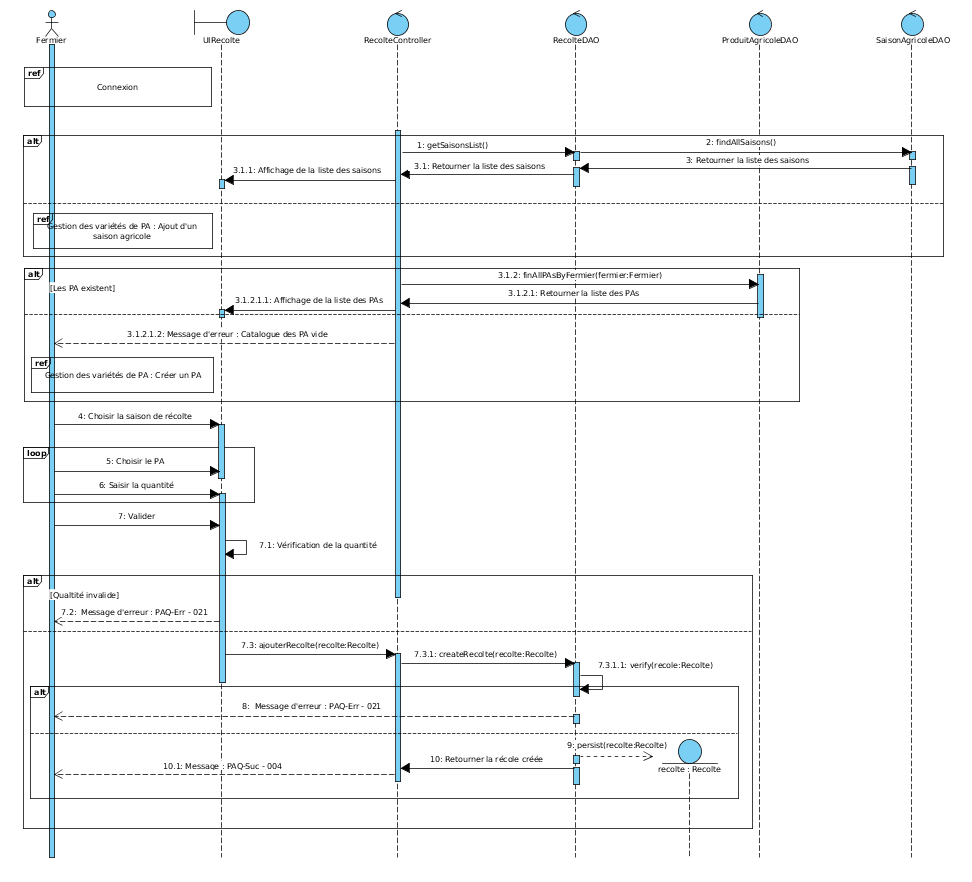 Fermier
UIRecolte
RecolteController
RecolteDAO
ProduitAgricoleDAO
SaisonAgricoleDAO
ref
Connexion
alt
1: getSaisonsList()
2: findAllSaisons()
3: Retourner la liste des saisons
3.1: Retourner la liste des saisons
3.1.1: Affichage de la liste des saisons
ref
Gestion des variétés de PA : Ajout d'un
saison agricole
alt
[Les PA existent]
3.1.2: finAllPAsByFermier(fermier:Fermier)
3.1.2.1: Retourner la liste des PAs
3.1.2.1.1: Affichage de la liste des PAs
3.1.2.1.2: Message d'erreur : Catalogue des PA vide
ref
Gestion des variétés de PA : Créer un PA
4: Choisir la saison de récolte
loop
5: Choisir le PA
6: Saisir la quantité
7: Valider
7.1: Vérification de la quantité
alt
[Qualtité invalide]
7.2: Message d'erreur : PAQ-Err - 021
7.3: ajouterRecolte(recolte:Recolte)
7.3.1: createRecolte(recolte:Recolte)
7.3.1.1: verify(recole:Recolte)
alt
8: Message d'erreur : PAQ-Err - 021
9: persist(recolte:Recolte)
10: Retourner la récole créée
10.1: Message : PAQ-Suc - 004
recolte : Recolte